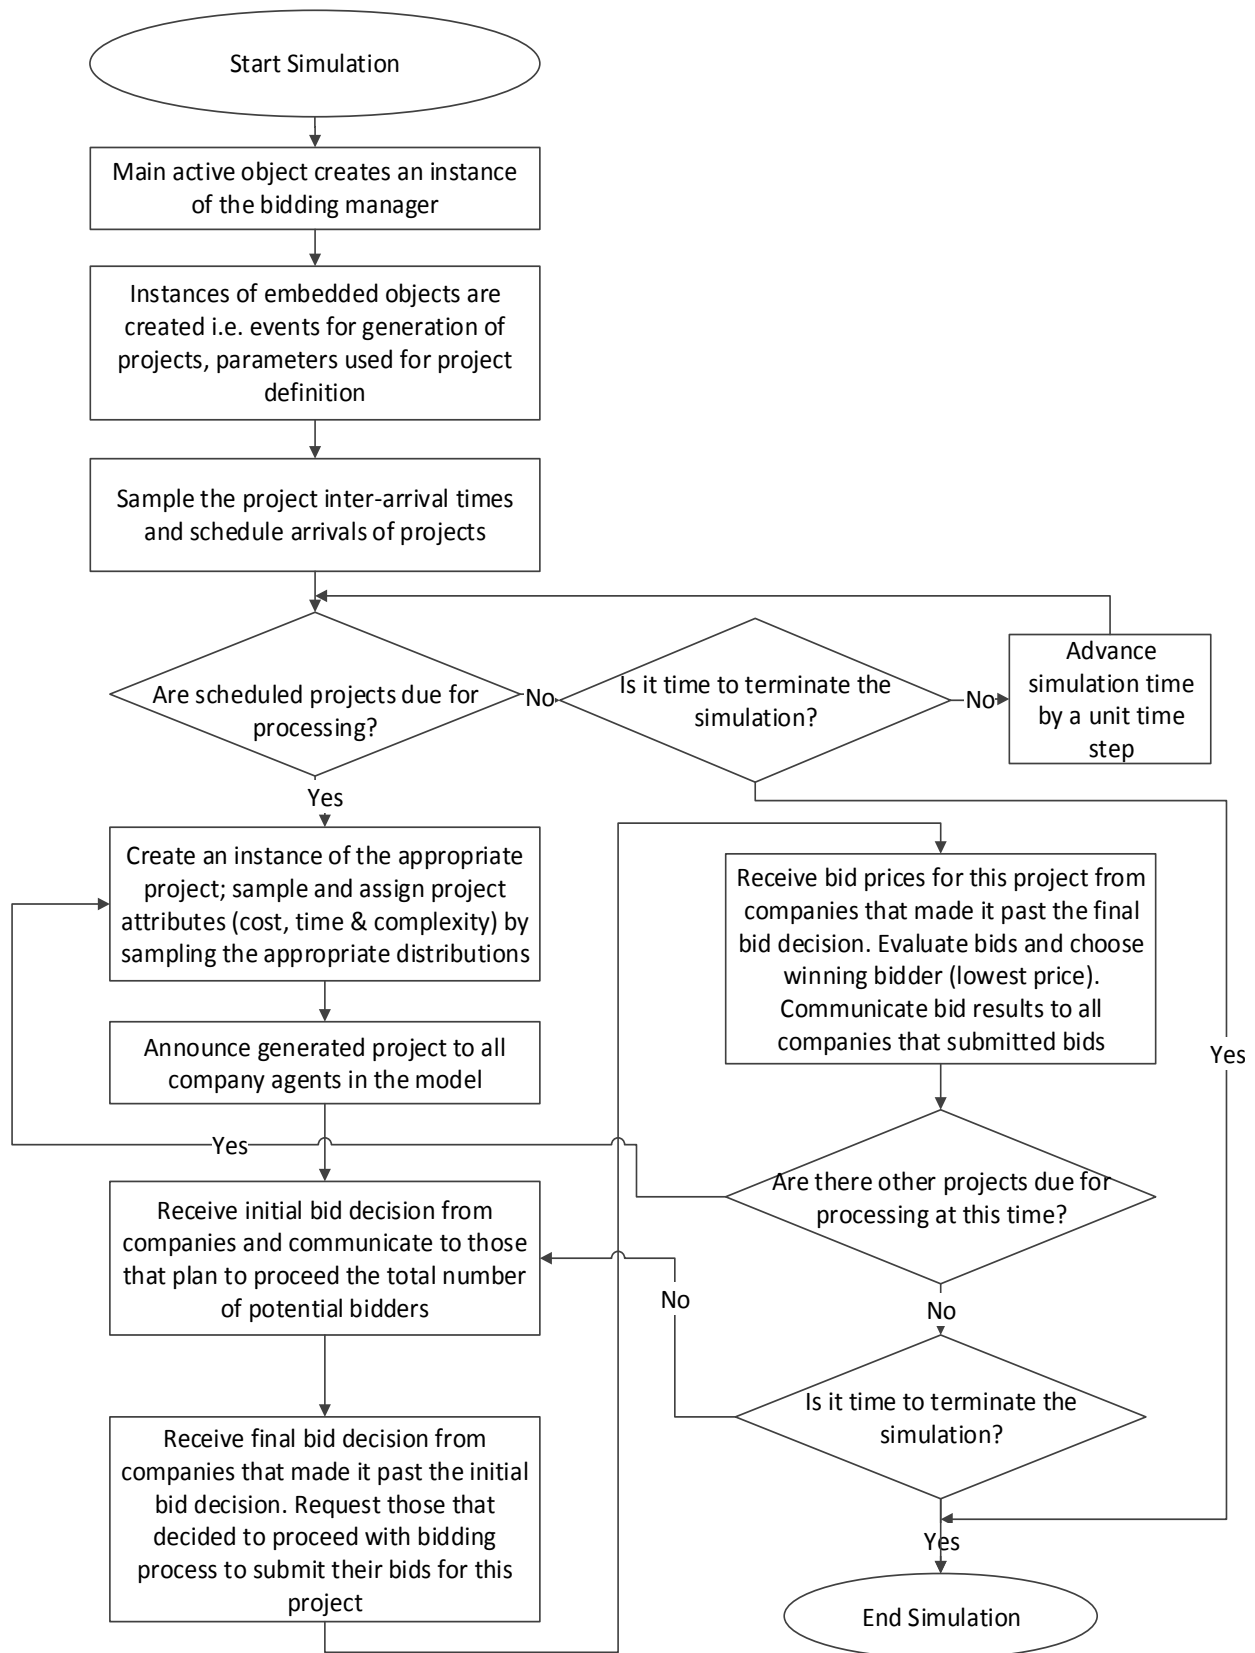 Start Simulation
Main active object creates an instance
of the bidding manager
Instances of embedded objects are
created i.e. events for generation of
projects, parameters used for project
definition
Sample the project inter-arrival times
and schedule arrivals of projects
Are scheduled projects due for
processing?
No
Is it time to terminate the
simulation?
No
Advance
simulation time
by a unit time
step
Yes
Create an instance of the appropriate
project; sample and assign project
attributes (cost, time & complexity) by
sampling the appropriate distributions
Announce generated project to all
company agents in the model
Yes
Receive initial bid decision from
companies and communicate to those
that plan to proceed the total number
of potential bidders
Receive final bid decision from
companies that made it past the initial
bid decision. Request those that
decided to proceed with bidding
process to submit their bids for this
project
Receive bid prices for this project from
companies that made it past the final
bid decision. Evaluate bids and choose
winning bidder (lowest price).
Communicate bid results to all
companies that submitted bids
Yes
Are there other projects due for
processing at this time?
No
No
Is it time to terminate the
simulation?
Yes
End Simulation